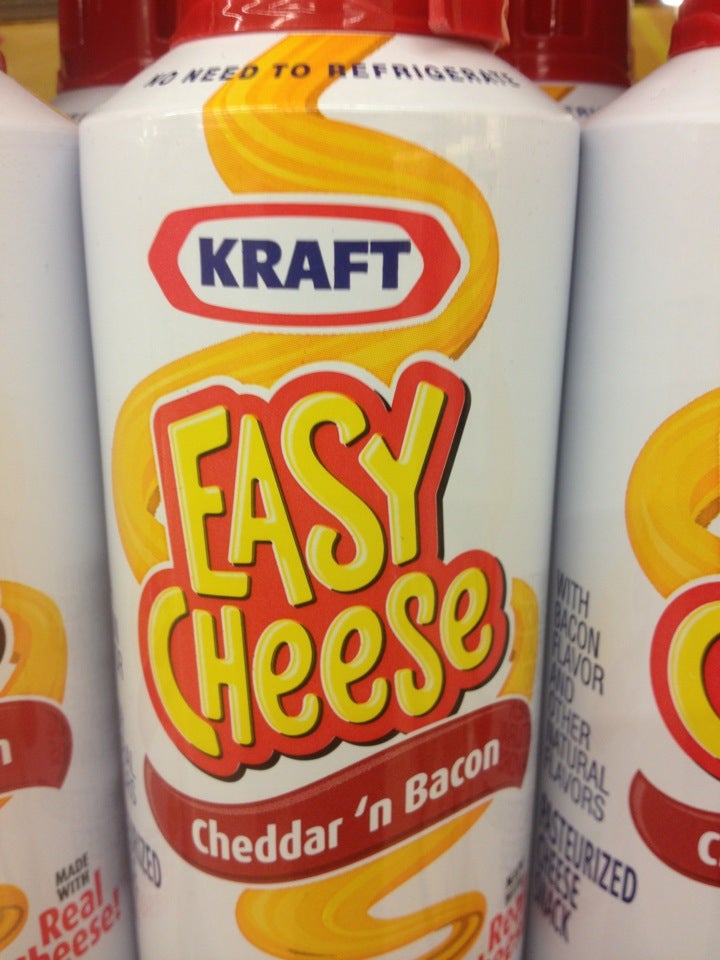 NO NEED TO REFRIGERATE
KRAFT
EASY
CHEESE
Cheddar 'n Bacon
MADE
WITH
Real
WITH
BACON
FLAVOR
AND
OTHER
NATURAL
FLAVORS
PASTEURIZED
CHEESE
SNACK